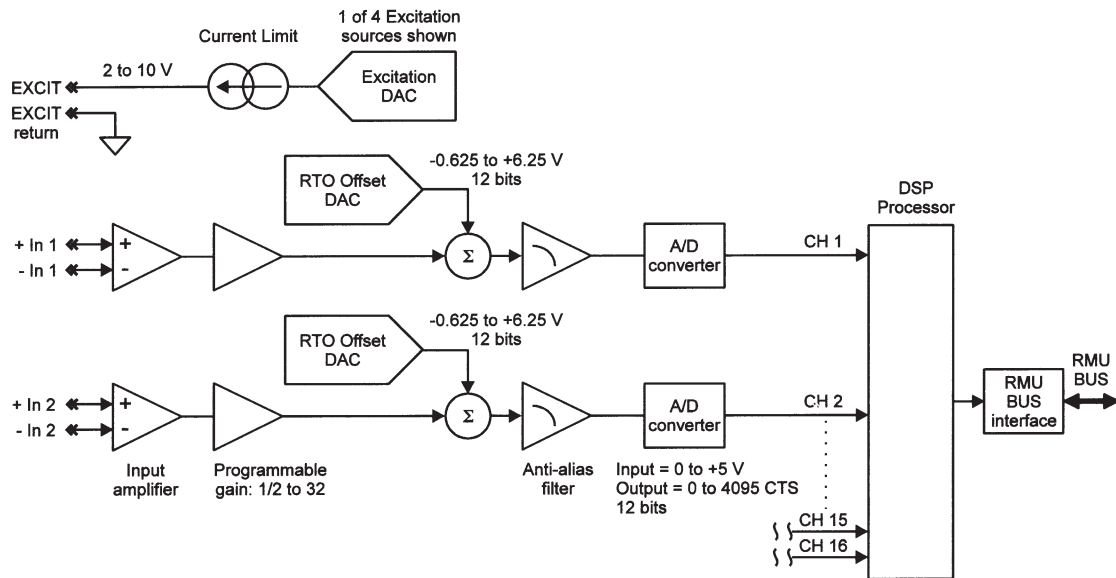 1 of 4 Excitation
sources shown
Current Limit
2 to 10 V
EXCIT
Excitation
DAC
EXCIT
return
RTO Offset
DAC
-0.625 to +6.25 V
12 bits
DSP
Processor
+ In 1
- In 1
+
-
Σ
A/D
converter
CH 1
RTO Offset
DAC
-0.625 to +6.25 V
12 bits
+ In 2
- In 2
+
-
Σ
A/D
converter
CH 2
RMU
BUS
interface
RMU
BUS
Input
amplifier
Programmable
gain: 1/2 to 32
Anti-alias
filter
Input = 0 to +5 V
Output = 0 to 4095 CTS
12 bits
CH 15
CH 16